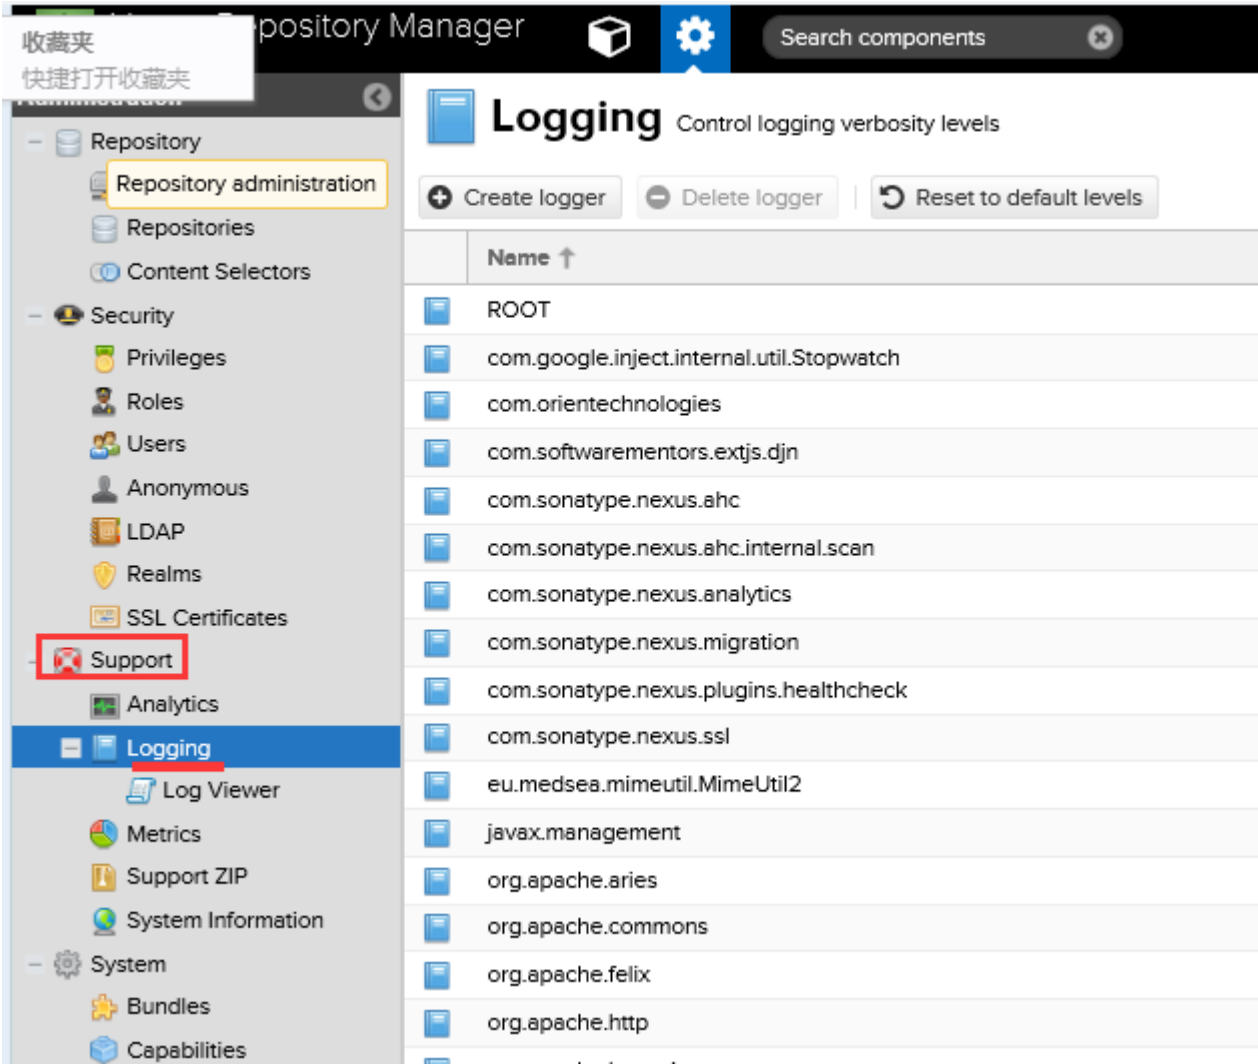 收藏夹
快捷打开收藏夹
pository Manager
Search components
Administration
Repository
Repository administration
Repositories
Content Selectors
Security
Privileges
Roles
Users
Anonymous
LDAP
Realms
SSL Certificates
Support
Analytics
Logging
Log Viewer
Metrics
Support ZIP
System Information
System
Bundles
Capabilities
Logging Control logging verbosity levels
Create logger Delete logger Reset to default levels
Name
ROOT
com.google.inject.internal.util.Stopwatch
com.orientechnologies
com.softwarementors.extjs.djn
com.sonatype.nexus.ahc
com.sonatype.nexus.ahc.internal.scan
com.sonatype.nexus.analytics
com.sonatype.nexus.migration
com.sonatype.nexus.plugins.healthcheck
com.sonatype.nexus.ssl
eu.medsea.mimeutil.MimeUtil2
javax.management
org.apache.aries
org.apache.commons
org.apache.felix
org.apache.http